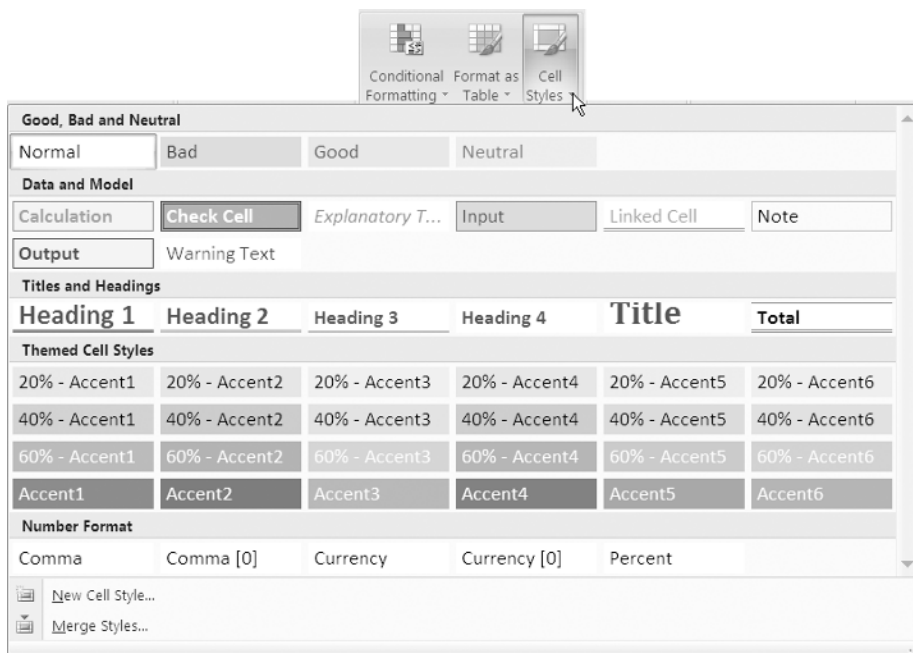 Conditional Format as Cell
Formatting Table Styles
Good, Bad and Neutral
Normal Bad Good Neutral
Data and Model
Calculation Check Cell Explanatory T... Input Linked Cell Note
Output Warning Text
Titles and Headings
Heading 1 Heading 2 Heading 3 Heading 4 Title Total
Themed Cell Styles
20% - Accent1 20% - Accent2 20% - Accent3 20% - Accent4 20% - Accent5 20% - Accent6
40% - Accent1 40% - Accent2 40% - Accent3 40% - Accent4 40% - Accent5 40% - Accent6
60% - Accent1 60% - Accent2 60% - Accent3 60% - Accent4 60% - Accent5 60% - Accent6
Accent1 Accent2 Accent3 Accent4 Accent5 Accent6
Number Format
Comma Comma [0] Currency Currency [0] Percent
New Cell Style...
Merge Styles...